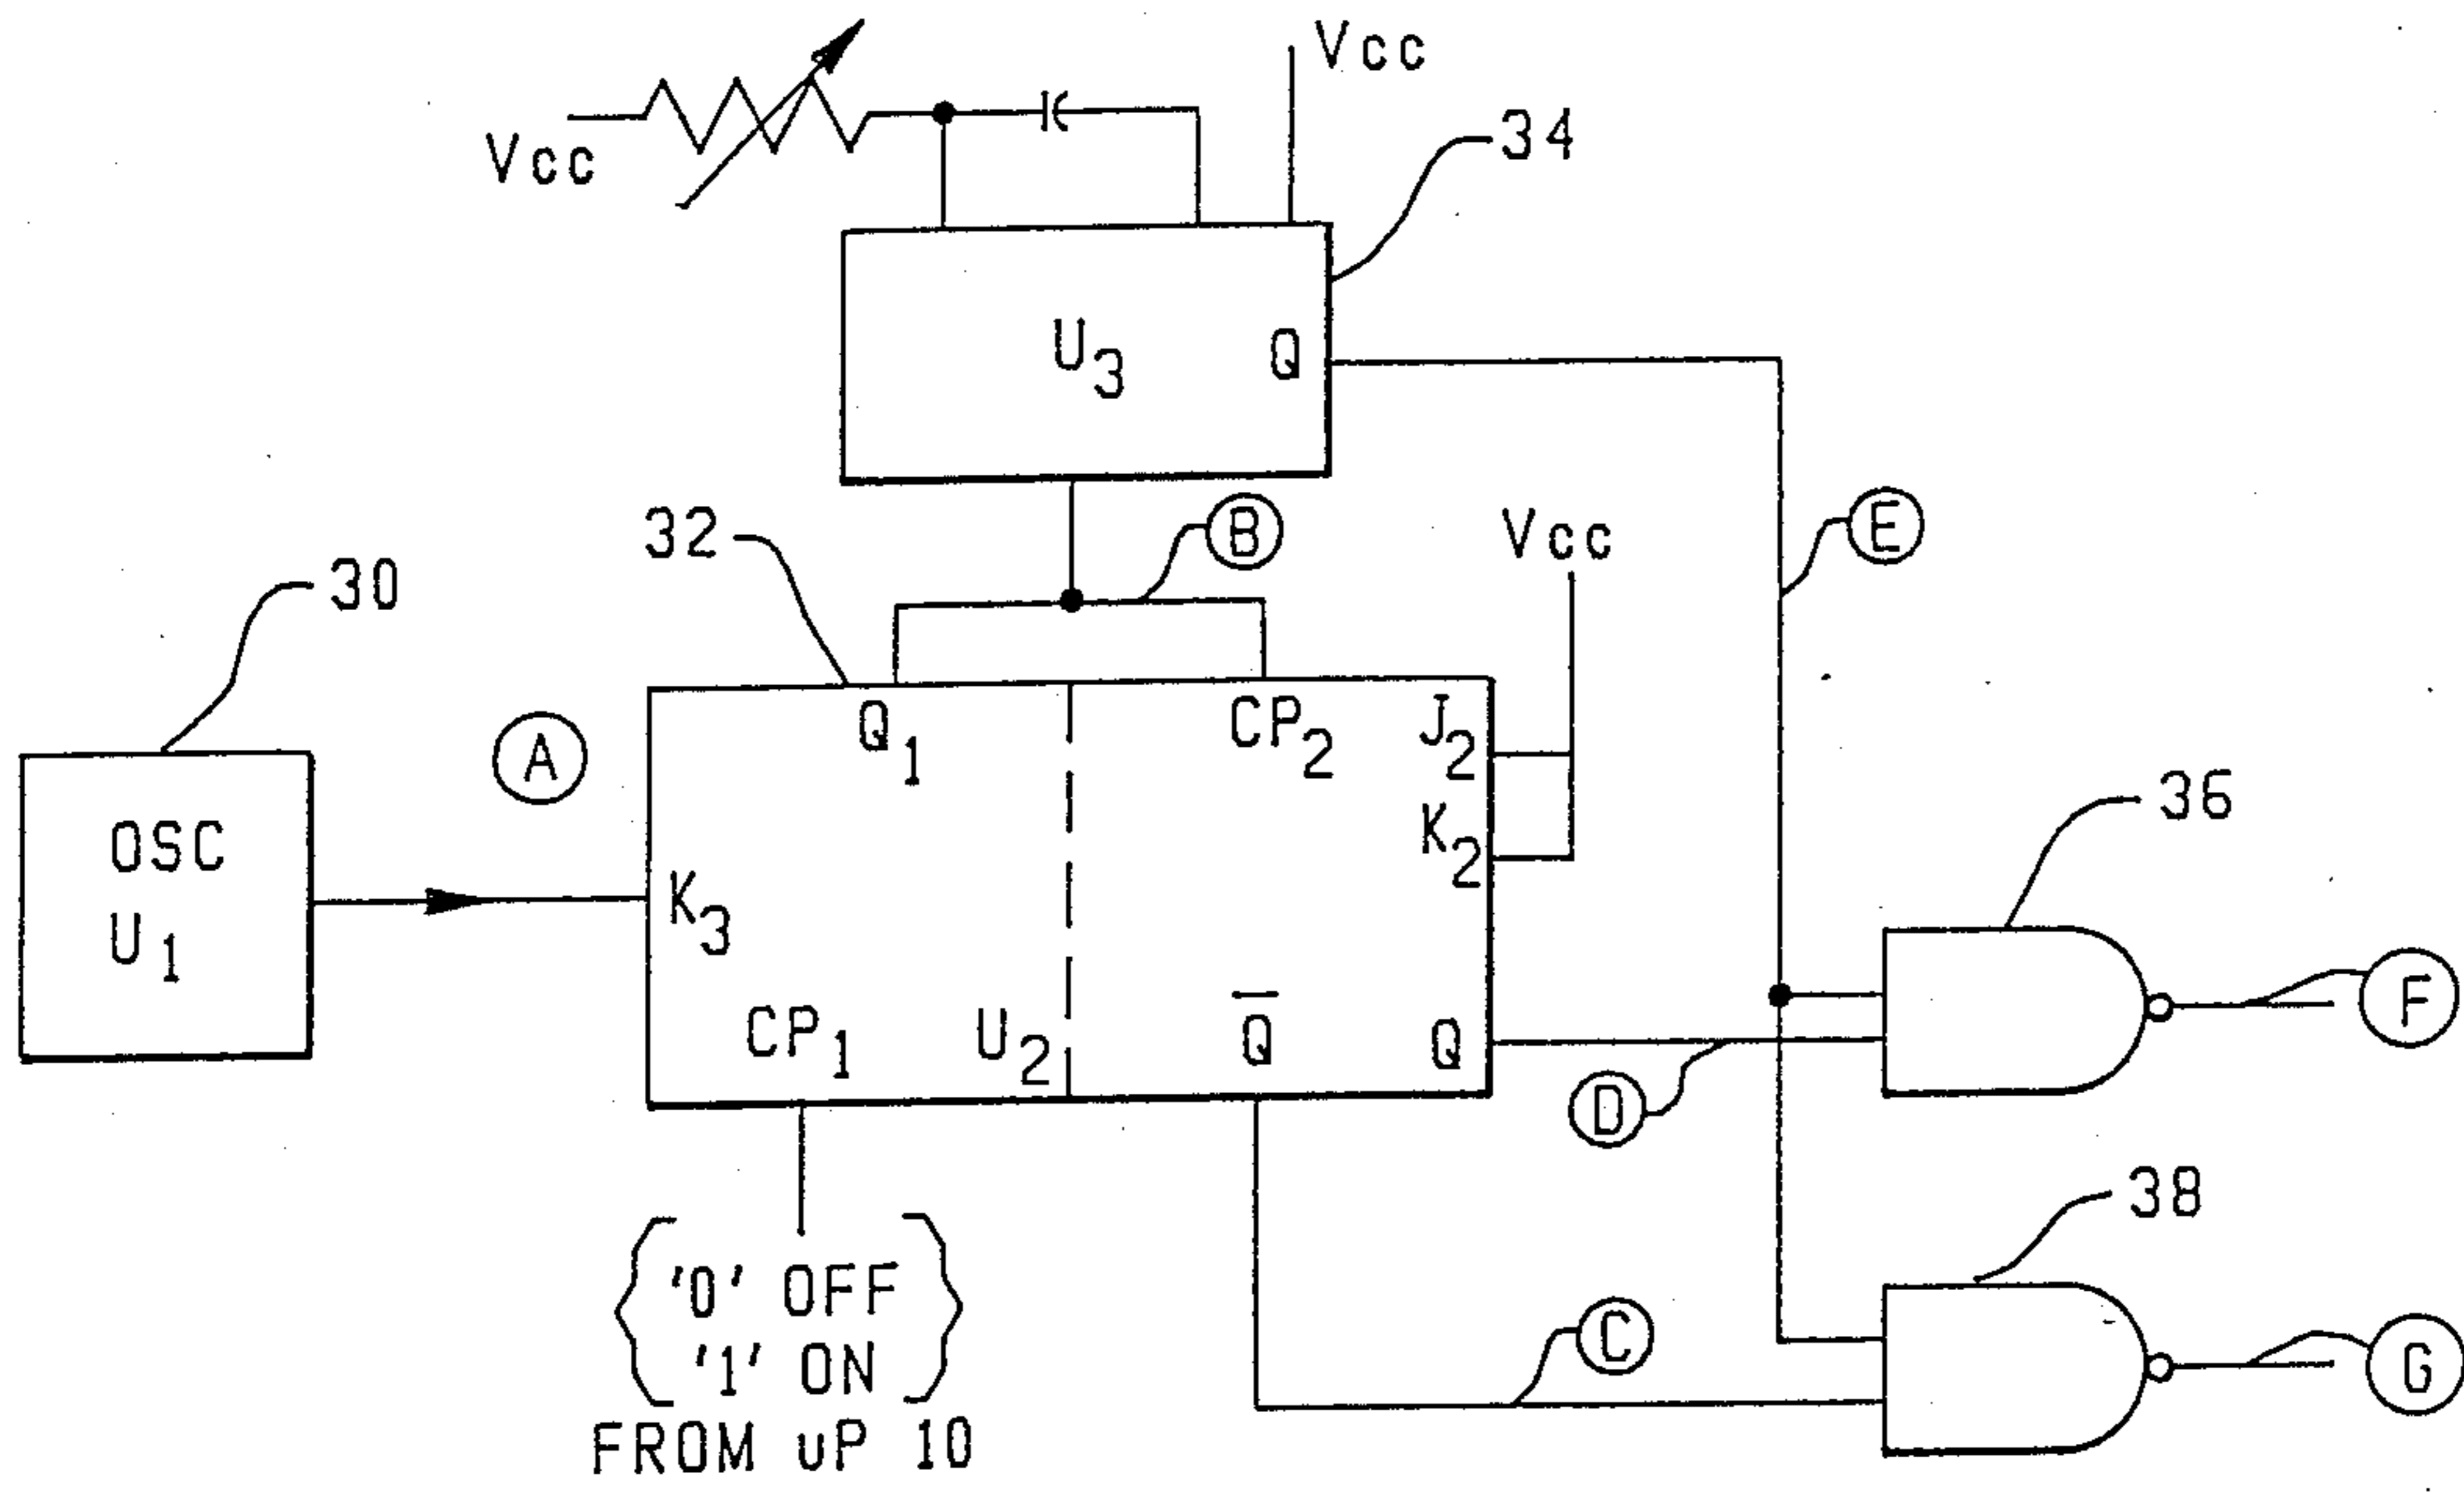 Vcc
Vcc
34
U3
Q
32
B
Vcc
E
30
A
Q1
CP2
J2
K2
36
OSC
U1
K3
CP1
U2
Q̅
Q
F
D
38
'0' OFF
'1' ON
FROM uP 10
C
G